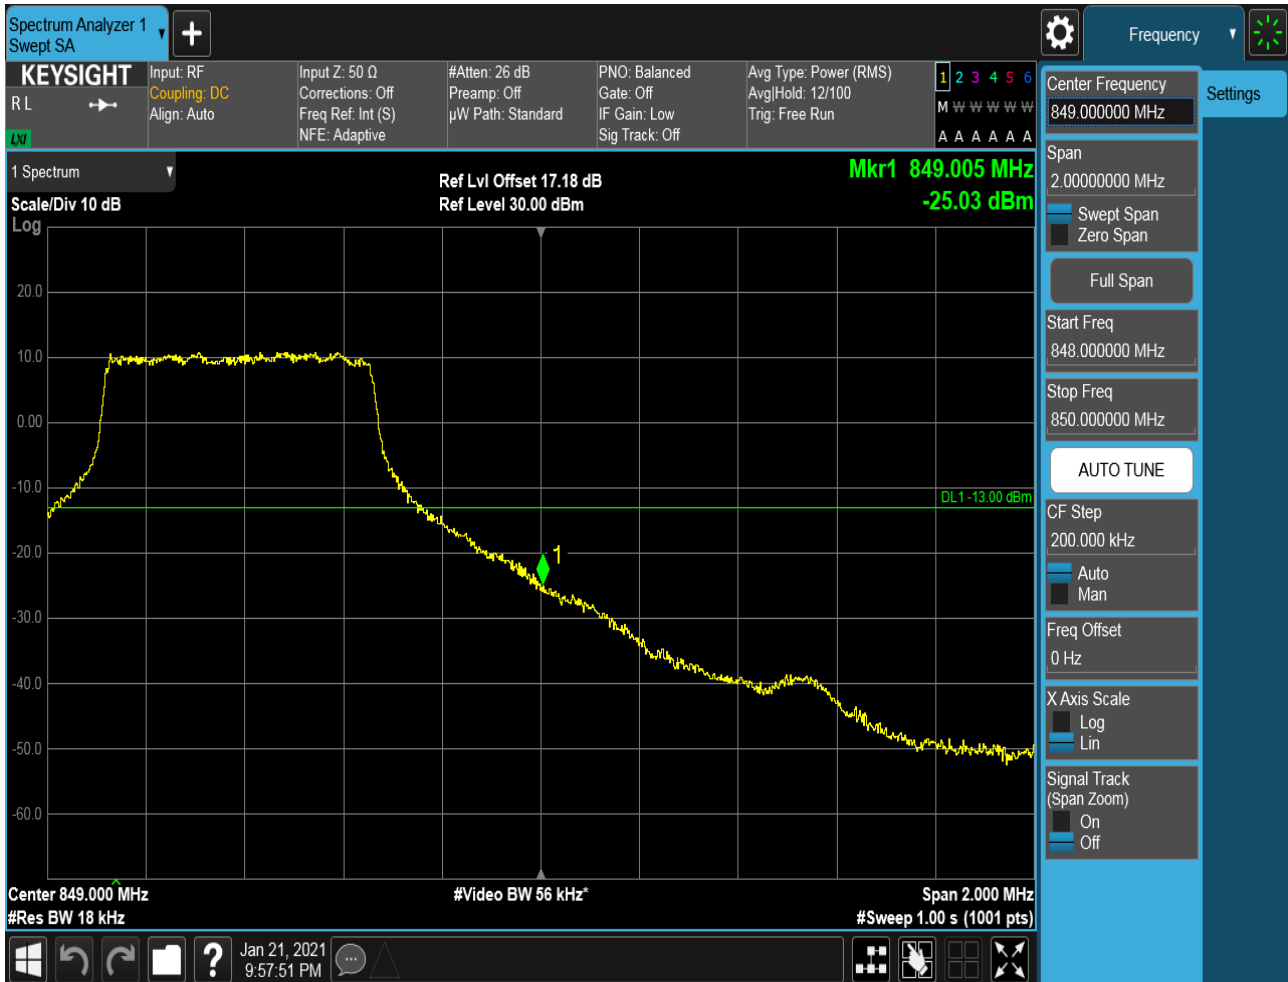 Spectrum Analyzer 1
Swept SA
Frequency
KEYSIGHT
R L
LXI
Input: RF
Coupling: DC
Align: Auto
Input Z: 50 Ω
Corrections: Off
Freq Ref: Int (S)
NFE: Adaptive
#Atten: 26 dB
Preamp: Off
µW Path: Standard
PNO: Balanced
Gate: Off
IF Gain: Low
Sig Track: Off
Avg Type: Power (RMS)
Avg|Hold: 12/100
Trig: Free Run
1 2 3 4 5 6
M W W W W W
A A A A A A
1 Spectrum
Scale/Div 10 dB
Log
Ref Lvl Offset 17.18 dB
Ref Level 30.00 dBm
Mkr1 849.005 MHz
-25.03 dBm
20.0
10.0
0.00
-10.0
-20.0
-30.0
-40.0
-50.0
-60.0
DL1 -13.00 dBm
1
Center 849.000 MHz
#Res BW 18 kHz
#Video BW 56 kHz*
Span 2.000 MHz
#Sweep 1.00 s (1001 pts)
Jan 21, 2021
9:57:51 PM
?
Center Frequency
849.000000 MHz
Settings
Span
2.00000000 MHz
Swept Span
Zero Span
Full Span
Start Freq
848.000000 MHz
Stop Freq
850.000000 MHz
AUTO TUNE
CF Step
200.000 kHz
Auto
Man
Freq Offset
0 Hz
X Axis Scale
Log
Lin
Signal Track
(Span Zoom)
On
Off